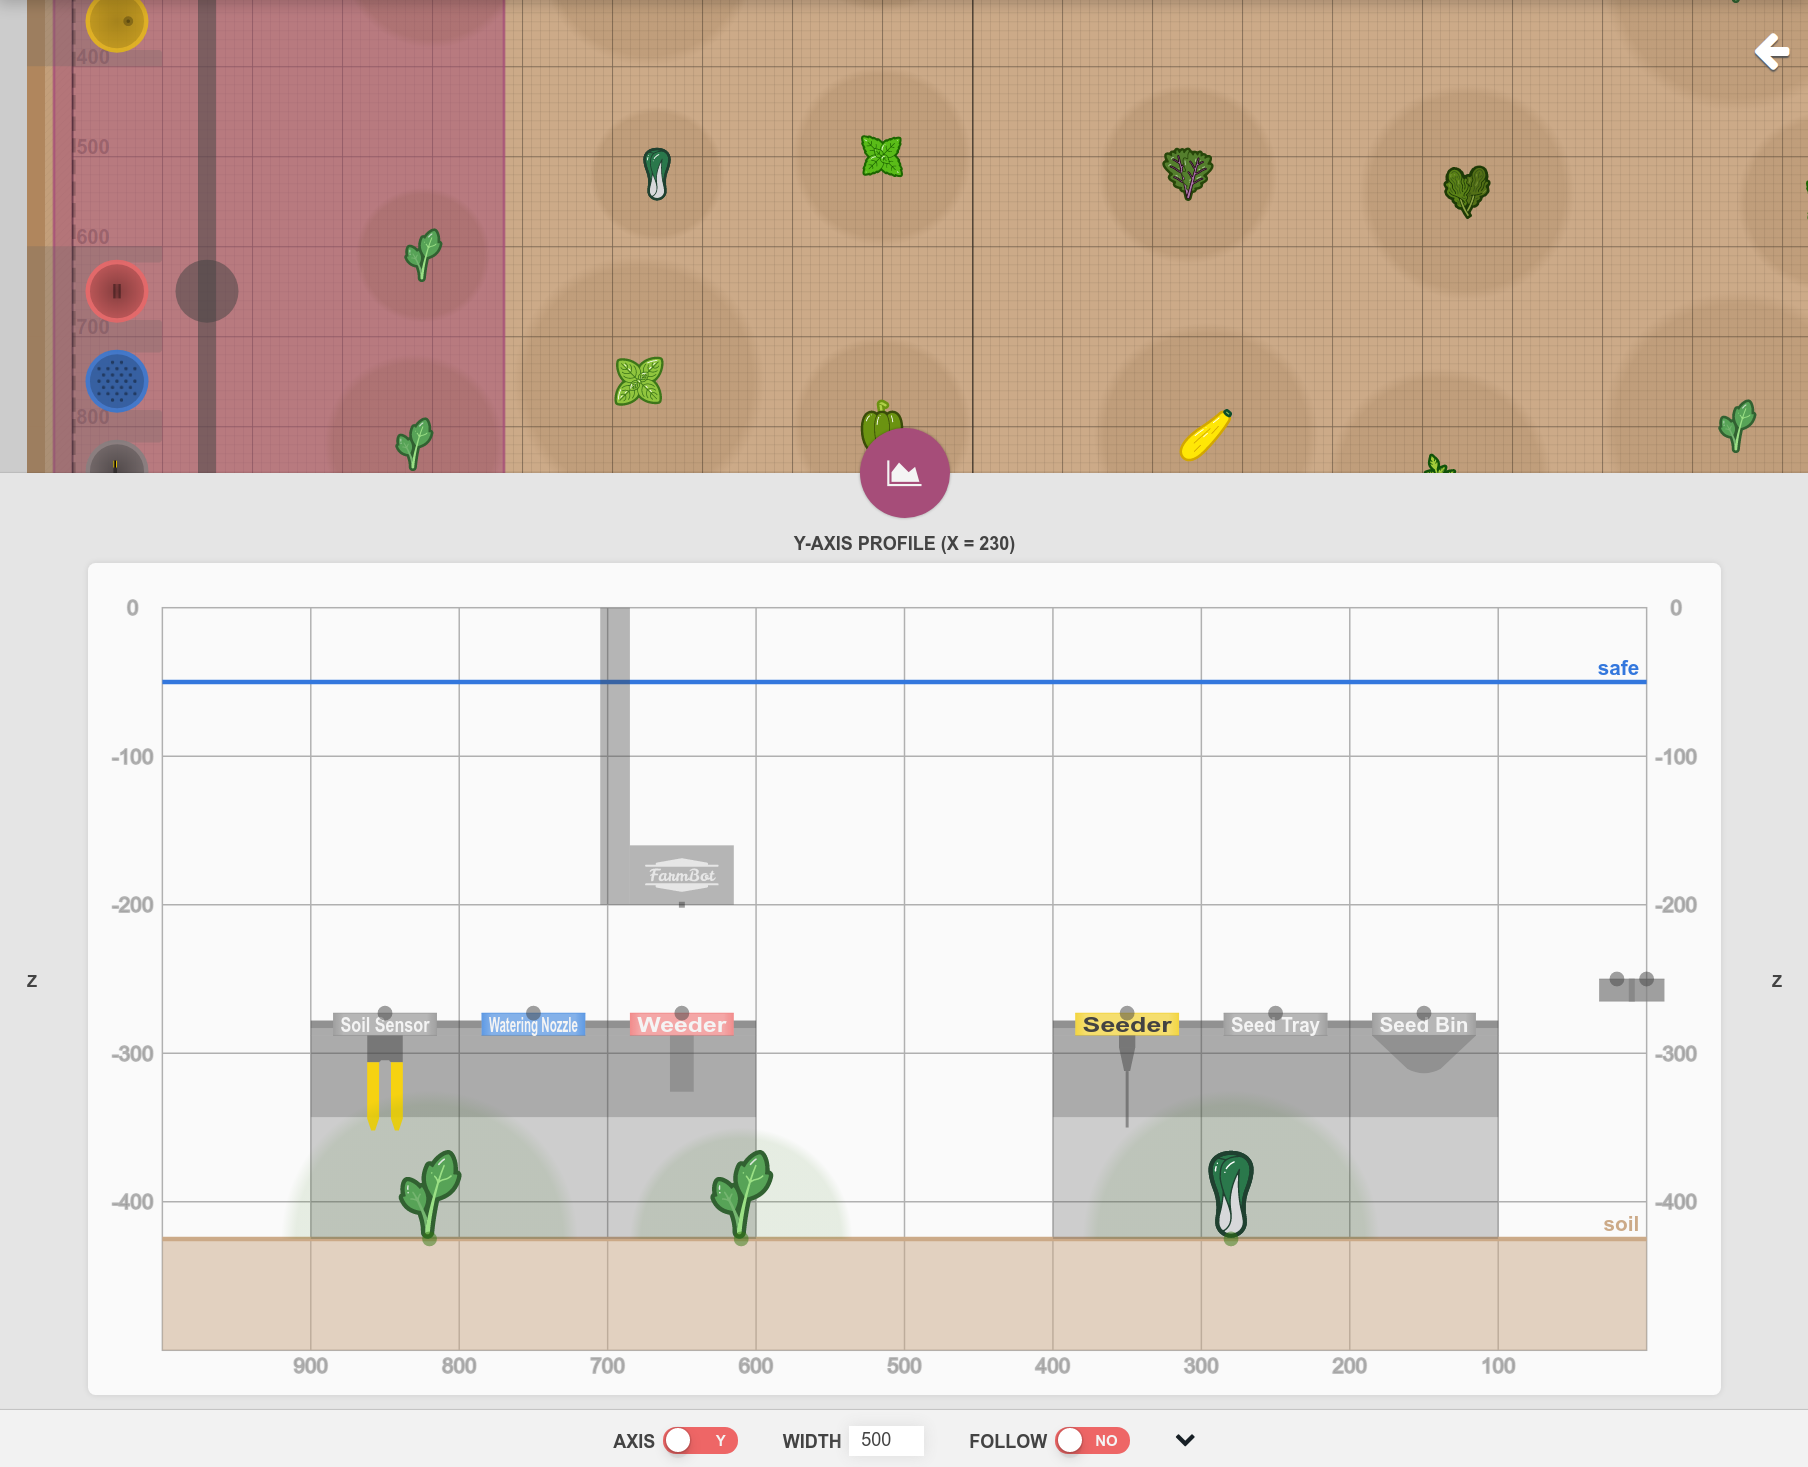 400
500
600
700
800
Y-AXIS PROFILE (X = 230)
0 0
safe
-100 -100
FarmBot
-200 -200
Z Z
Soil Sensor Watering Nozzle Weeder Seeder Seed Tray Seed Bin
-300 -300
-400 -400
soil
900 800 700 600 500 400 300 200 100
AXIS Y WIDTH 500 FOLLOW NO